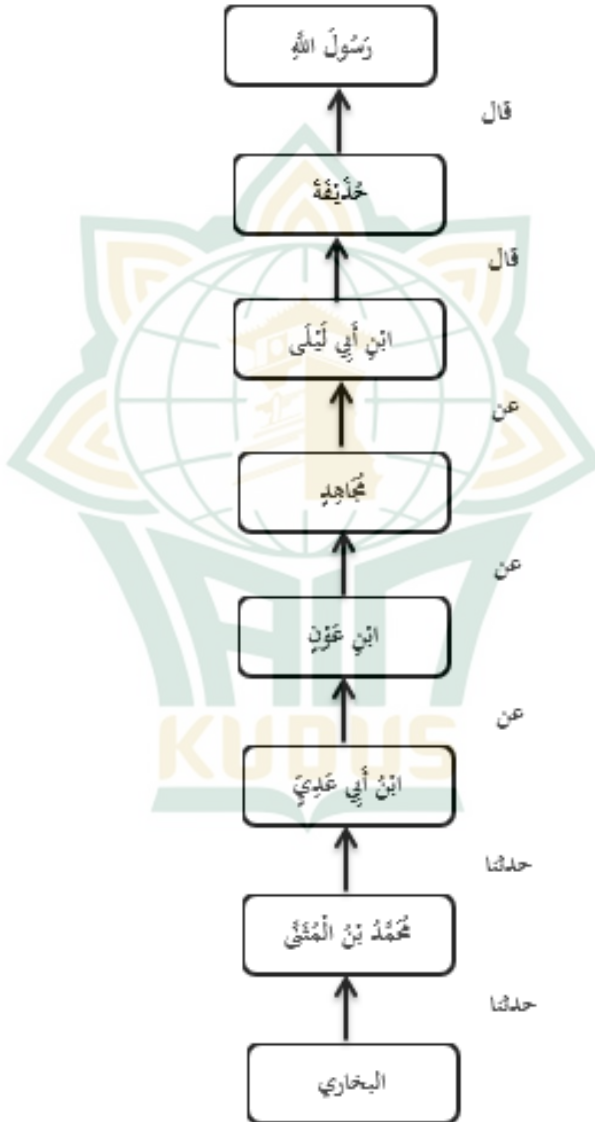 رَسُولَ اللَّهِ
قال
حُذَيْفَةَ
قال
ابْنِ أَبِي لَيْلَى
عن
مُجَاهِدٍ
عن
ابْنِ عَوْنٍ
عن
KUDUS
ابْنُ أَبِي عَدِيٍّ
حدثنا
مُحَمَّدُ بْنُ الْمُثَنَّى
حدثنا
البخاري